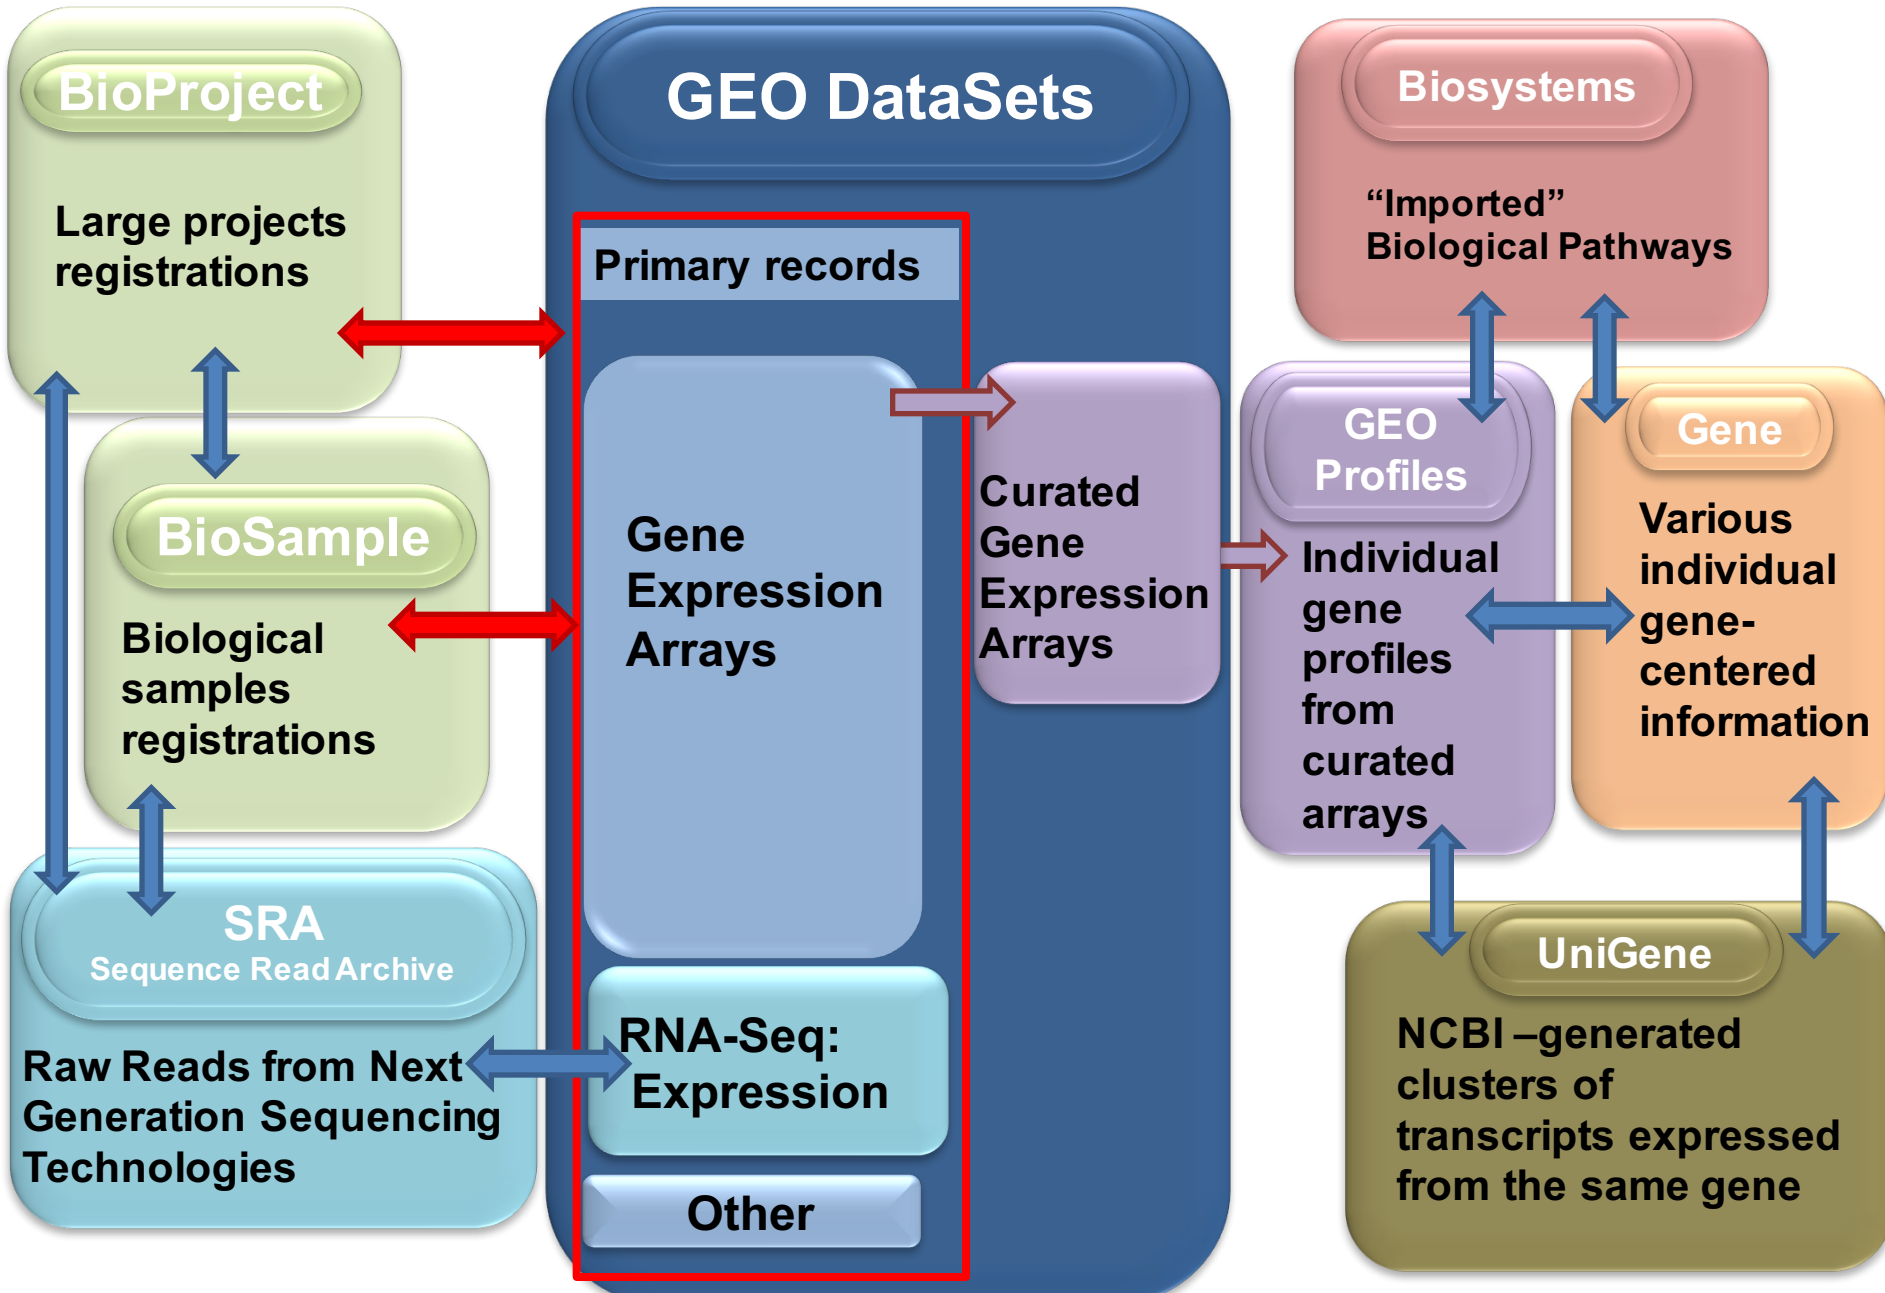 BioProject
Large projects
registrations
BioSample
Biological
samples
registrations
SRA
Sequence Read Archive
Raw Reads from Next
Generation Sequencing
Technologies
GEO DataSets
Primary records
Gene
Expression
Arrays
RNA-Seq:
Expression
Other
Curated
Gene
Expression
Arrays
Biosystems
“Imported”
Biological Pathways
GEO
Profiles
Individual
gene
profiles
from
curated
arrays
Gene
Various
individual
gene-
centered
information
UniGene
NCBI –generated
clusters of
transcripts expressed
from the same gene